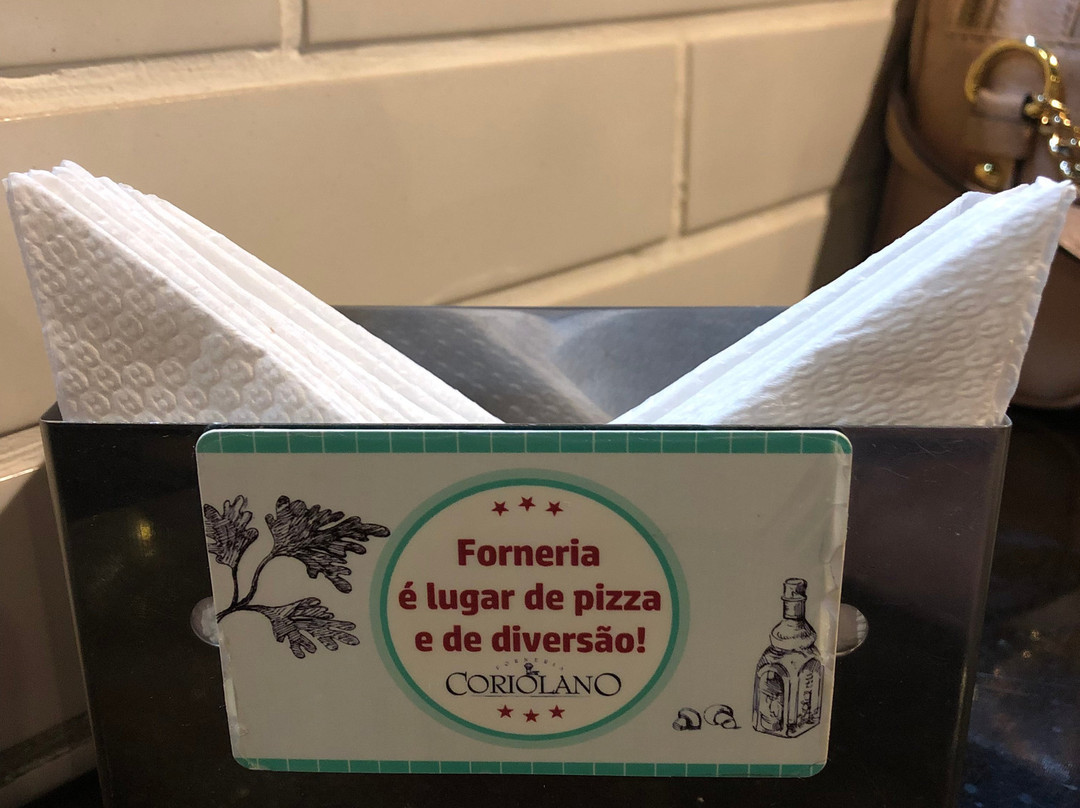 Forneria
é lugar de pizza
e de diversão!
FORNERIA
CORIOLANO